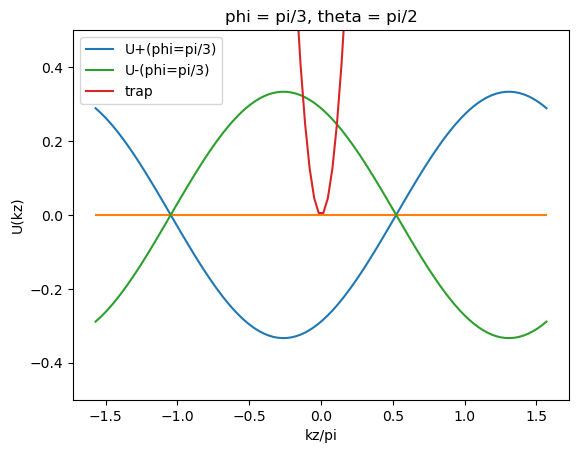 phi = pi/3, theta = pi/2
U+(phi=pi/3)
U-(phi=pi/3)
trap
U(kz)
0.4
0.2
0.0
−0.2
−0.4
−1.5 −1.0 −0.5 0.0 0.5 1.0 1.5
kz/pi